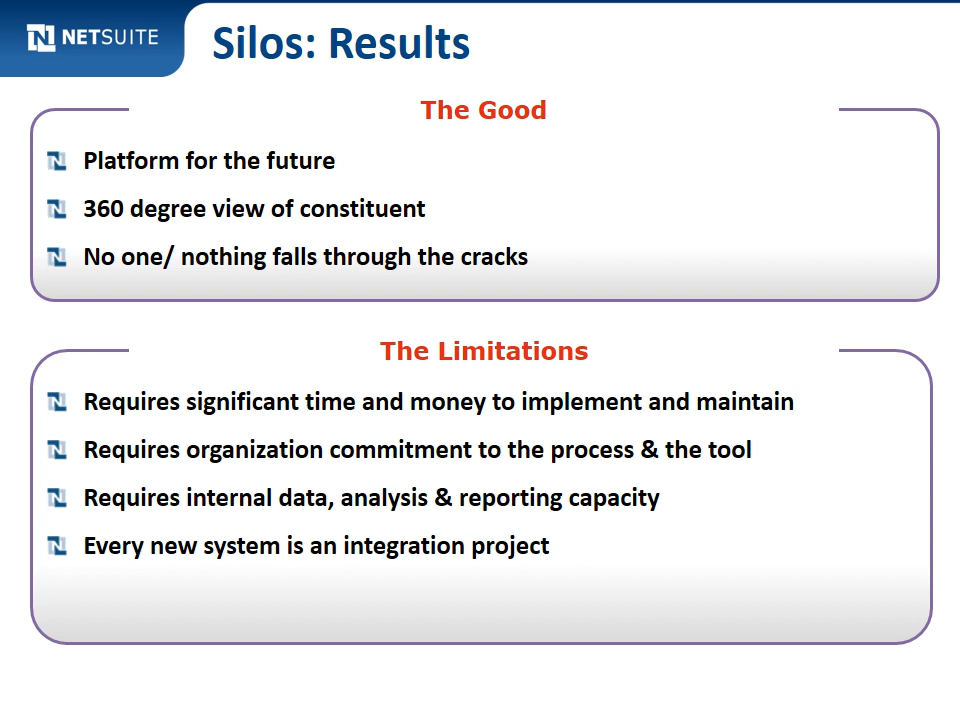 NETSUITE
Silos: Results
The Good
Platform for the future
360 degree view of constituent
No one/ nothing falls through the cracks
The Limitations
Requires significant time and money to implement and maintain
Requires organization commitment to the process & the tool
Requires internal data, analysis & reporting capacity
Every new system is an integration project